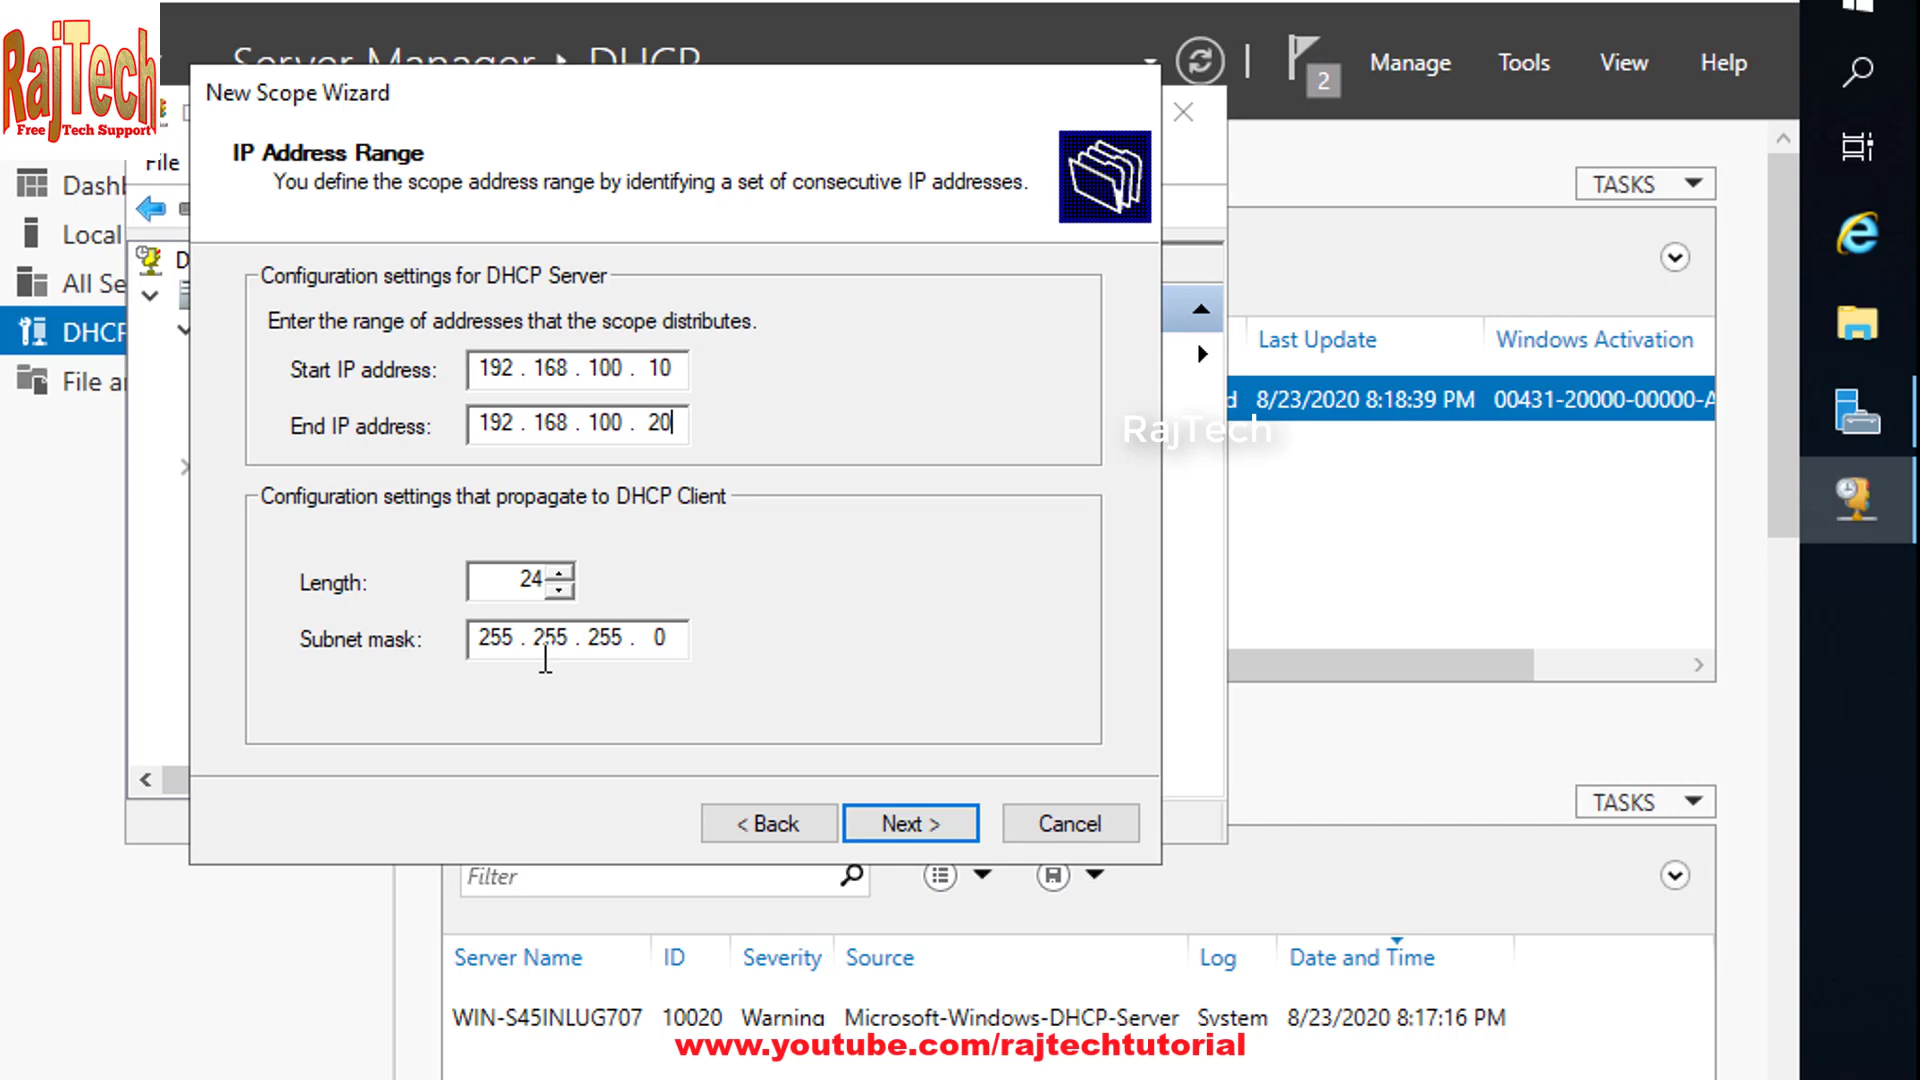 RajTech
Free Tech Support
Server Manager DHCP
2
Manage Tools View Help
New Scope Wizard
IP Address Range
You define the scope address range by identifying a set of consecutive IP addresses.
File
Local
All Se
DHCP
File a
TASKS
Configuration settings for DHCP Server
Enter the range of addresses that the scope distributes.
Start IP address: 192 . 168 . 100 . 10
End IP address: 192 . 168 . 100 . 20
Last Update Windows Activation
d 8/23/2020 8:18:39 PM 00431-20000-00000-A
RajTech
Configuration settings that propagate to DHCP Client
Length: 24
Subnet mask: 255 . 255 . 255 . 0
< Back Next > Cancel
TASKS
Filter
Server Name ID Severity Source Log Date and Time
WIN-S45INLUG707 10020 Warning Microsoft-Windows-DHCP-Server System 8/23/2020 8:17:16 PM
www.youtube.com/rajtechtutorial